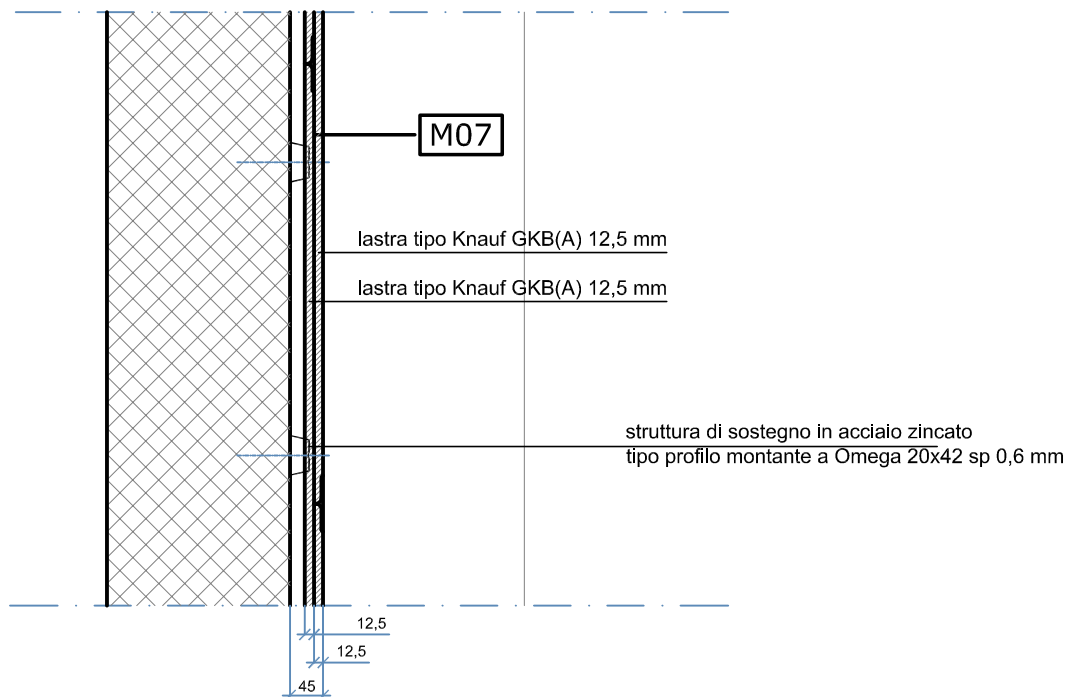 M07
lastra tipo Knauf GKB(A) 12,5 mm
lastra tipo Knauf GKB(A) 12,5 mm
struttura di sostegno in acciaio zincato
tipo profilo montante a Omega 20x42 sp 0,6 mm
12,5
12,5
45